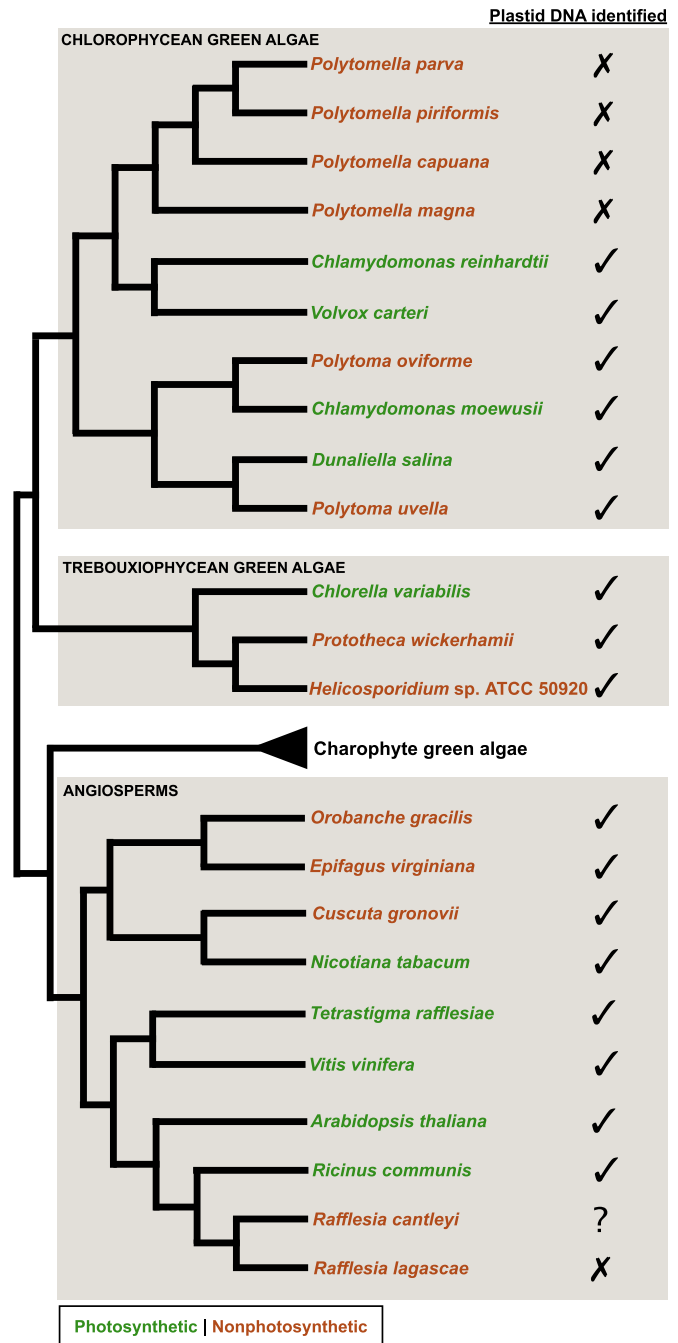 Plastid DNA identified
CHLOROPHYCEAN GREEN ALGAE
Polytomella parva ✗
Polytomella piriformis ✗
Polytomella capuana ✗
Polytomella magna ✗
Chlamydomonas reinhardtii ✓
Volvox carteri ✓
Polytoma oviforme ✓
Chlamydomonas moewusii ✓
Dunaliella salina ✓
Polytoma uvella ✓
TREBOUXIOPHYCEAN GREEN ALGAE
Chlorella variabilis ✓
Prototheca wickerhamii ✓
Helicosporidium sp. ATCC 50920 ✓
Charophyte green algae
ANGIOSPERMS
Orobanche gracilis ✓
Epifagus virginiana ✓
Cuscuta gronovii ✓
Nicotiana tabacum ✓
Tetrastigma rafflesiae ✓
Vitis vinifera ✓
Arabidopsis thaliana ✓
Ricinus communis ✓
Rafflesia cantleyi ?
Rafflesia lagascae ✗
Photosynthetic | Nonphotosynthetic